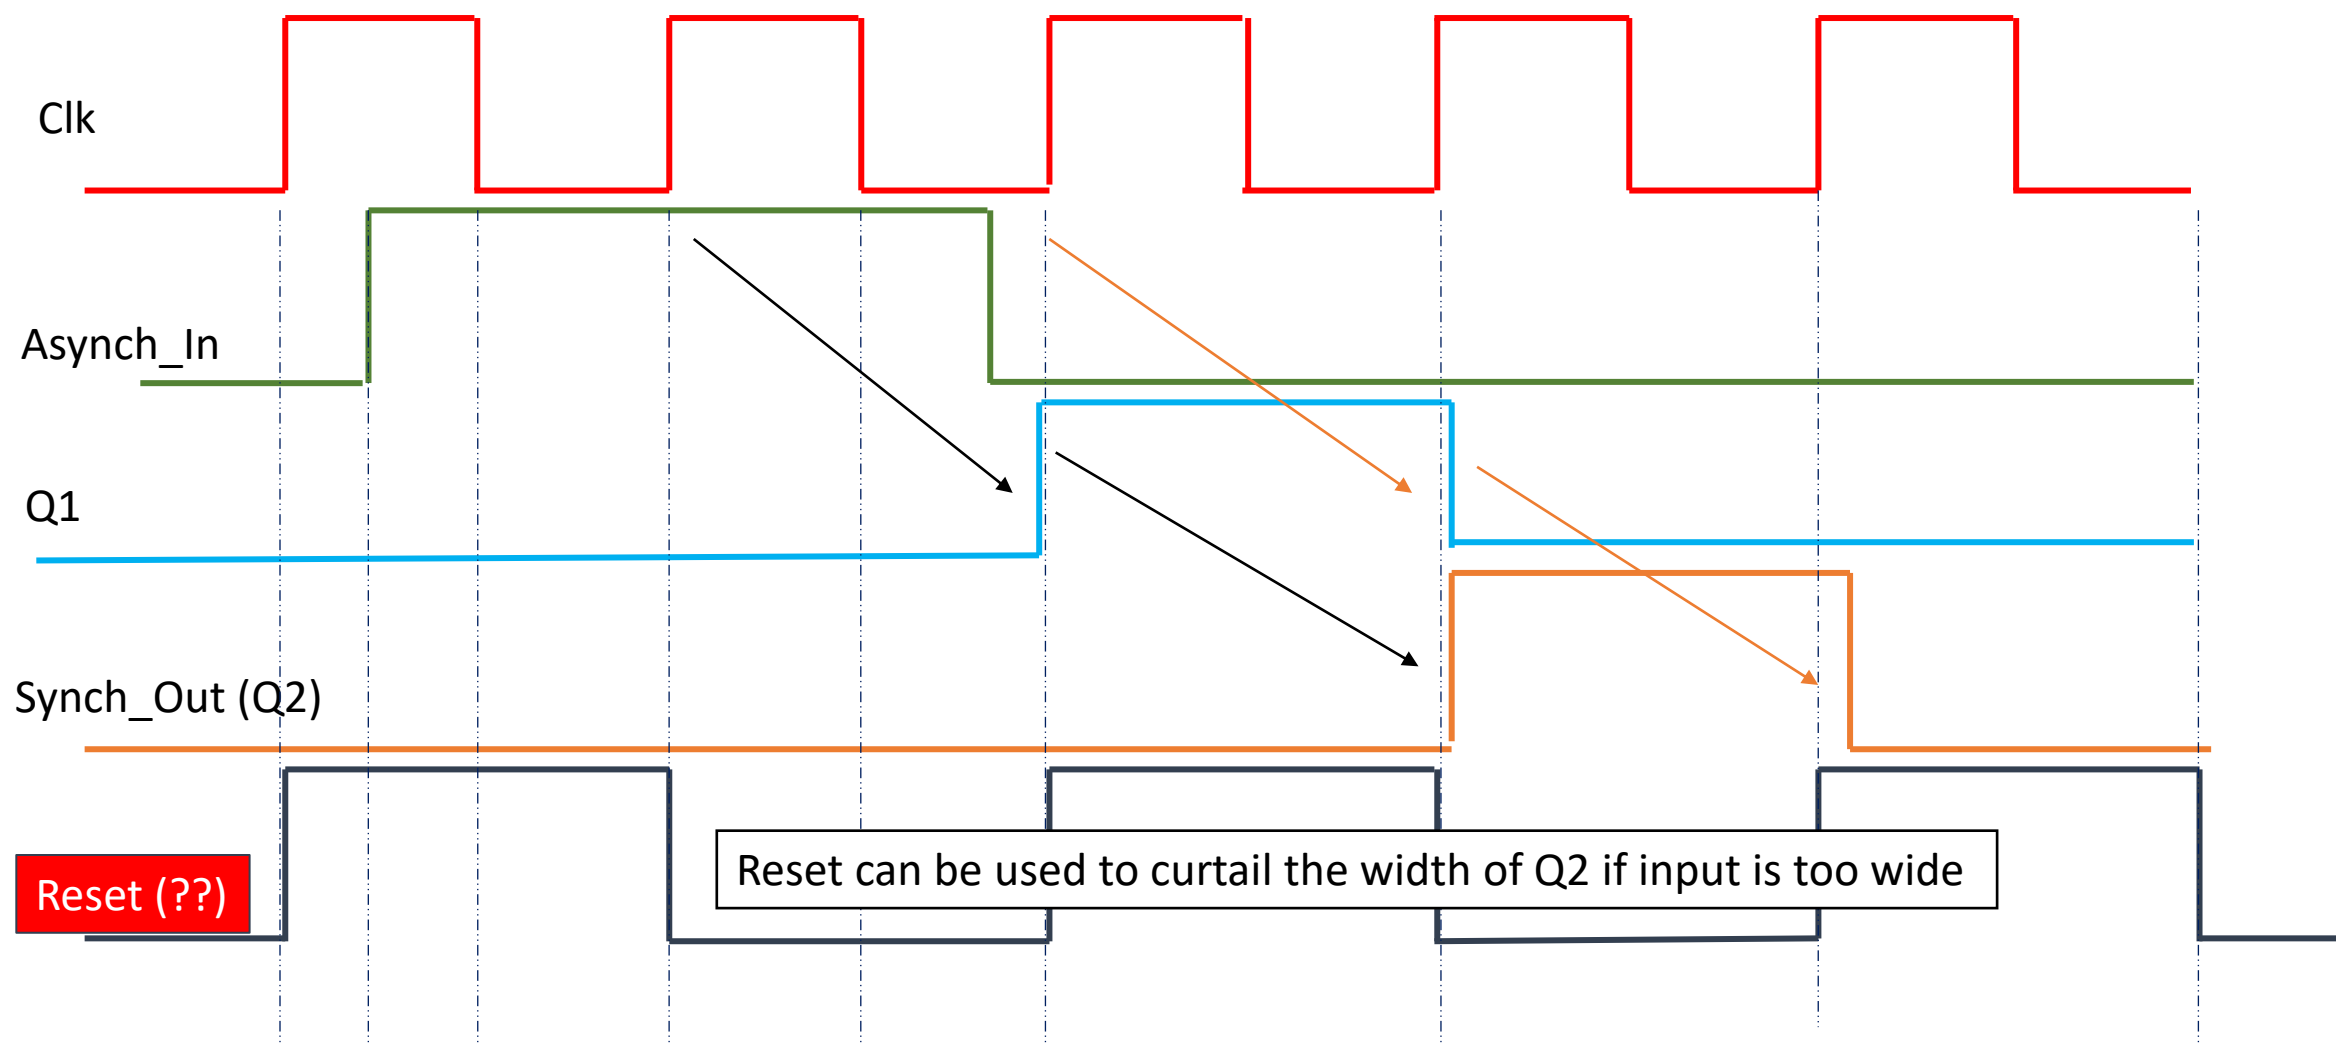 Clk
Asynch_In
Q1
Synch_Out (Q2)
Reset (??)
Reset can be used to curtail the width of Q2 if input is too wide